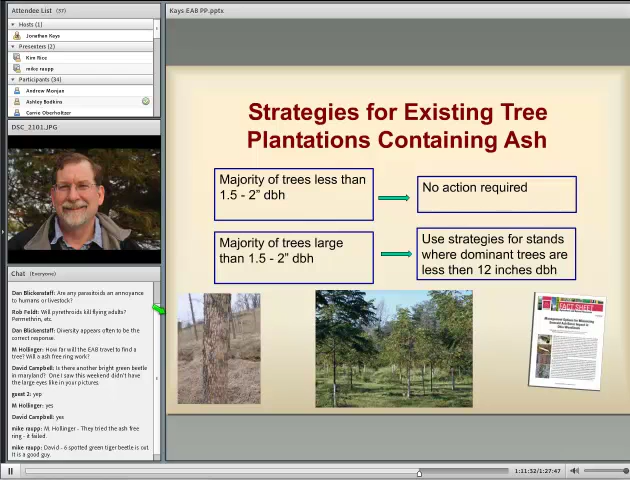 Attendee List (37)
Hosts (1)
Jonathan Kays
Presenters (2)
Kim Rice
mike raupp
Participants (34)
Andrew Monjan
Ashley Bodkins
Carrie Oberholtzer
DSC_2101.JPG
Chat (Everyone)
Dan Blickenstaff: Are any parasitoids an annoyance
to humans or livestock?
Rob Feldt: Will pyrethroids kill flying adults?
Permethrin, etc.
Dan Blickenstaff: Diversity appears often to be the
correct response.
M Hollinger: How far will the EAB travel to find a
tree? Will a ash free ring work?
David Campbell: Is there another bright green beetle
in maryland? One I saw this weekend didn't have
the large eyes like in your pictures.
guest 2: yep
M Hollinger: yes
David Campbell: yes
mike raupp: M. Hollinger - They tried the ash free
ring - it failed.
mike raupp: David - 6 spotted green tiger beetle is out
It is a good guy.
Kays EAB PP.pptx
Strategies for Existing Tree
Plantations Containing Ash
Majority of trees less than
1.5 - 2” dbh
No action required
Majority of trees large
than 1.5 - 2” dbh
Use strategies for stands
where dominant trees are
less then 12 inches dbh
FACT SHEET
1:11:52/1:27:47